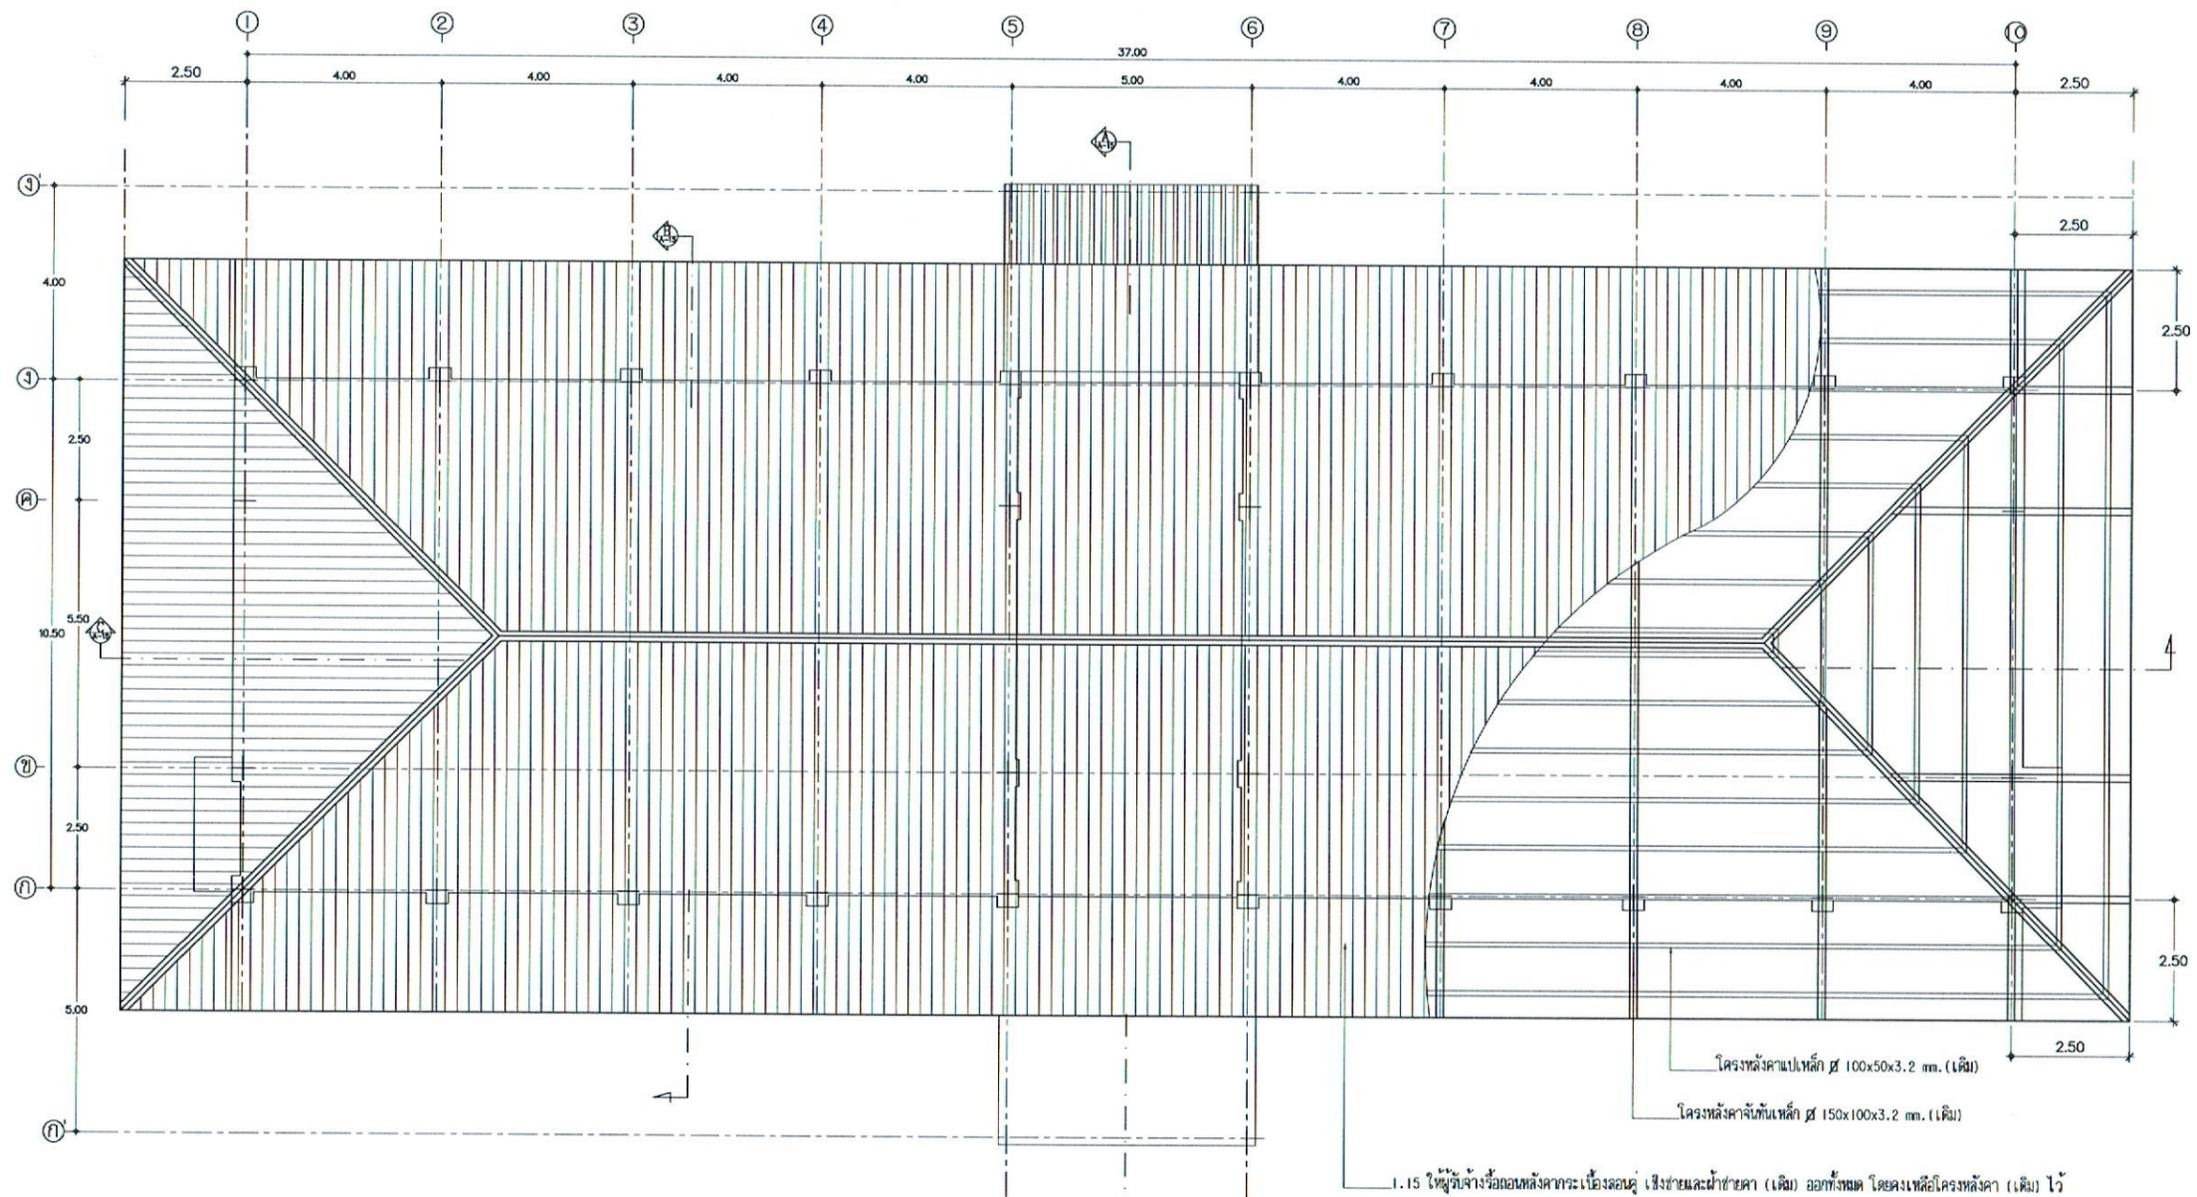 1 2 3 4 5 6 7 8 9 10
37.00
2.50 4.00 4.00 4.00 4.00 5.00 4.00 4.00 4.00 4.00 2.50
A
A-15
ง'
B
A-15
2.50
4.00
2.50
ง
2.50
ค
5.50
10.50
C
A-15
ข
2.50
ก
2.50
5.00
2.50
โครงหลังคาแปเหล็ก Ø 100x50x3.2 mm.(เดิม)
โครงหลังคาจันทันเหล็ก Ø 150x100x3.2 mm.(เดิม)
ก'
1.15 ให้ผู้รับจ้างรื้อถอนหลังคากระเบื้องลอนคู่ เชิงชายและฝ้าชายคา (เดิม) ออกทั้งหมด โดยคงเหลือโครงหลังคา (เดิม) ไว้